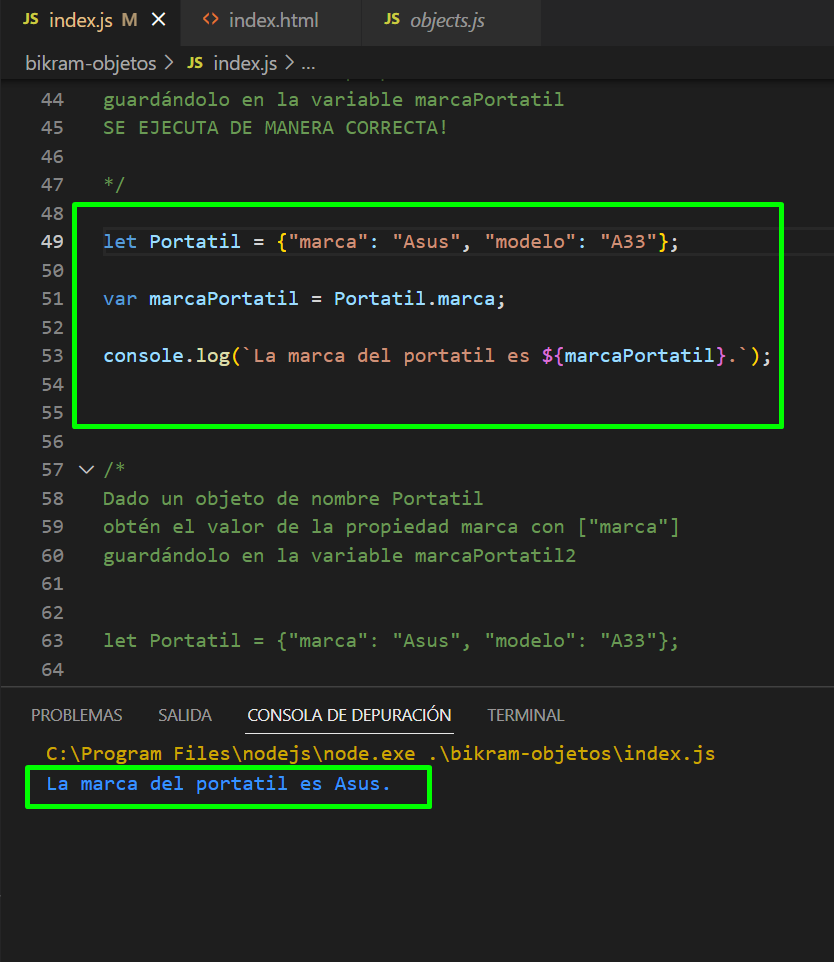 JS index.js M ×
<> index.html
JS objects.js
bikram-objetos > JS index.js > ...
44 guardándolo en la variable marcaPortatil
45 SE EJECUTA DE MANERA CORRECTA!
46
47 */
48
49 let Portatil = {"marca": "Asus", "modelo": "A33"};
50
51 var marcaPortatil = Portatil.marca;
52
53 console.log(`La marca del portatil es ${marcaPortatil}.`);
54
55
56
57 /*
58 Dado un objeto de nombre Portatil
59 obtén el valor de la propiedad marca con ["marca"]
60 guardándolo en la variable marcaPortatil2
61
62
63 let Portatil = {"marca": "Asus", "modelo": "A33"};
64
PROBLEMAS SALIDA CONSOLA DE DEPURACIÓN TERMINAL
C:\Program Files\nodejs\node.exe .\bikram-objetos\index.js
La marca del portatil es Asus.